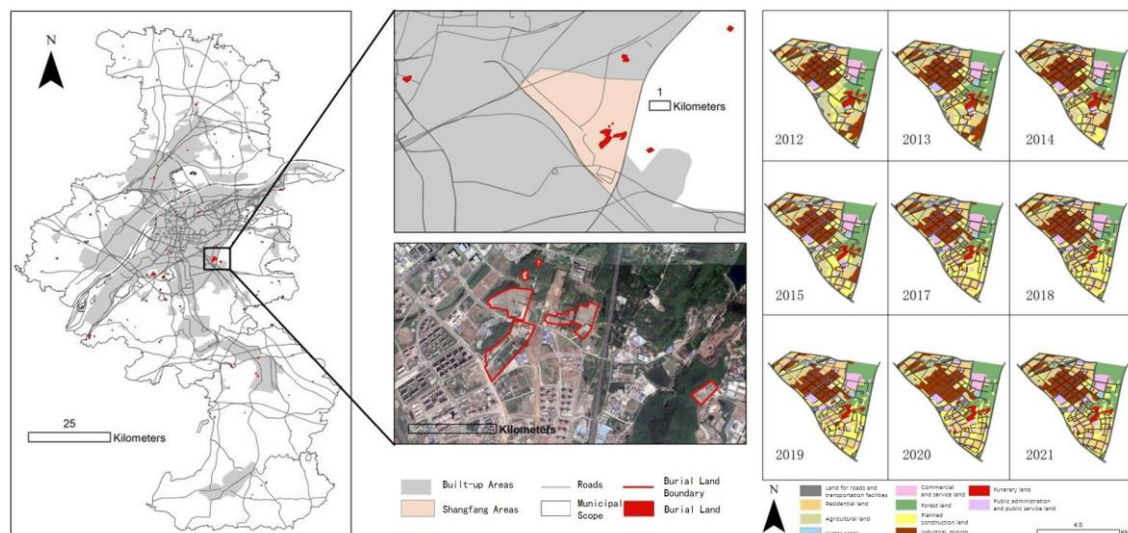 N
25
Kilometers
1
Kilometers
Kilometers
Built-up Areas
Roads
Burial Land
Boundary
Shangfang Areas
Municipal
Scope
Burial Land
2012
2013
2014
2015
2017
2018
2019
2020
2021
N
Land for roads and
transportation facilities
Residential land
Agricultural land
Commercial
and service land
Forest land
Planned
construction land
Funerary land
Public administration
and public service land
4.5